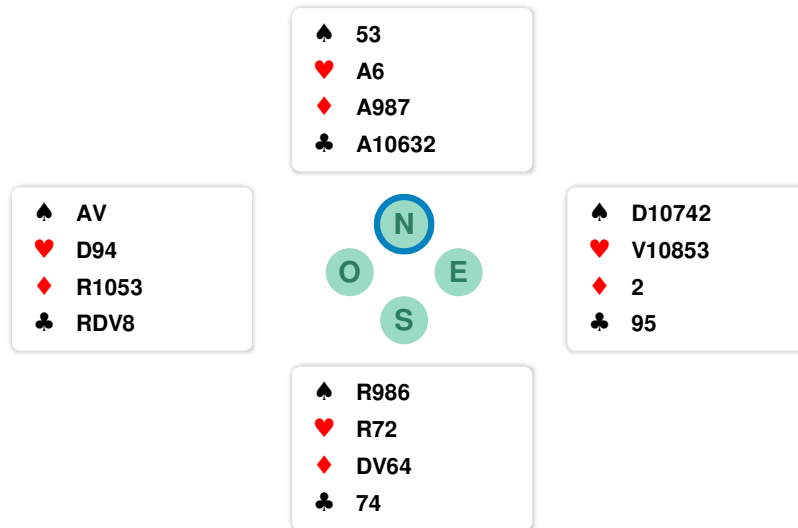 ♠ 53
♥ A6
♦ A987
♣ A10632
♠ AV
♥ D94
♦ R1053
♣ RDV8
N
O E
S
♠ D10742
♥ V10853
♦ 2
♣ 95
♠ R986
♥ R72
♦ DV64
♣ 74